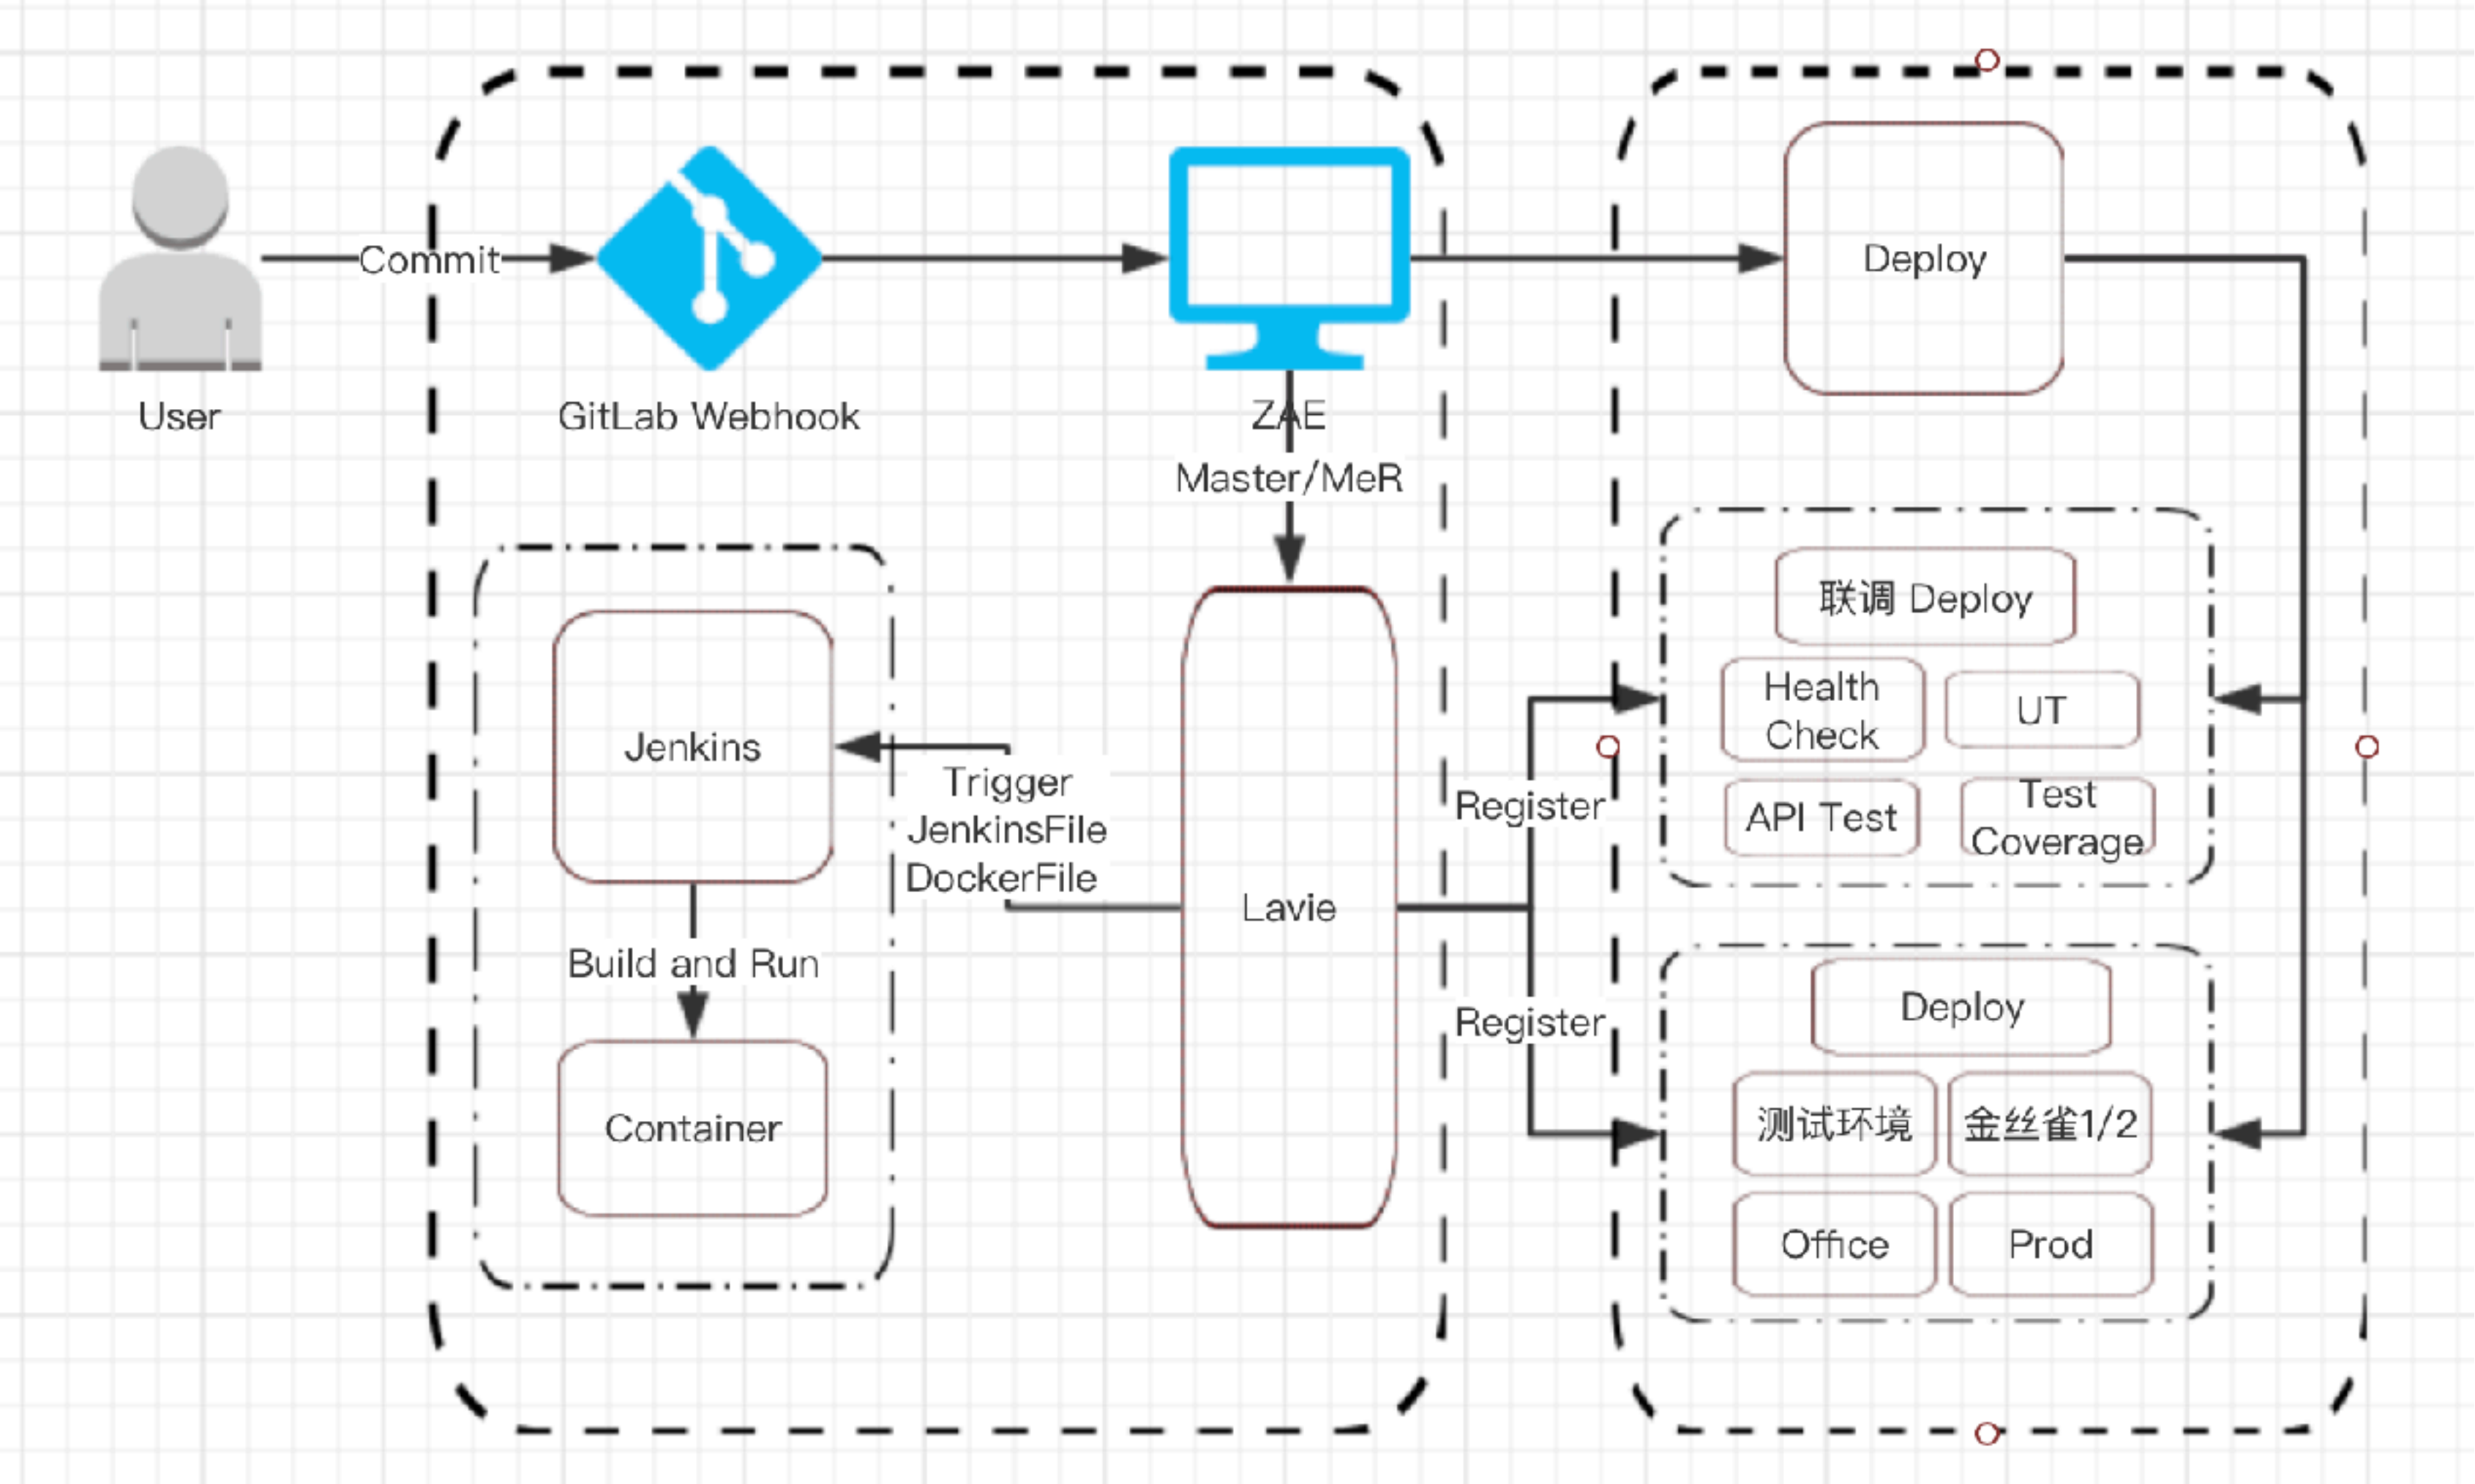 Commit
User
GitLab Webhook
ZAE
Master/MeR
Deploy
Jenkins
Trigger
JenkinsFile
DockerFile
Build and Run
Container
Lavie
Register
Register
联调 Deploy
Health
Check
UT
API Test
Test
Coverage
Deploy
测试环境
金丝雀1/2
Office
Prod